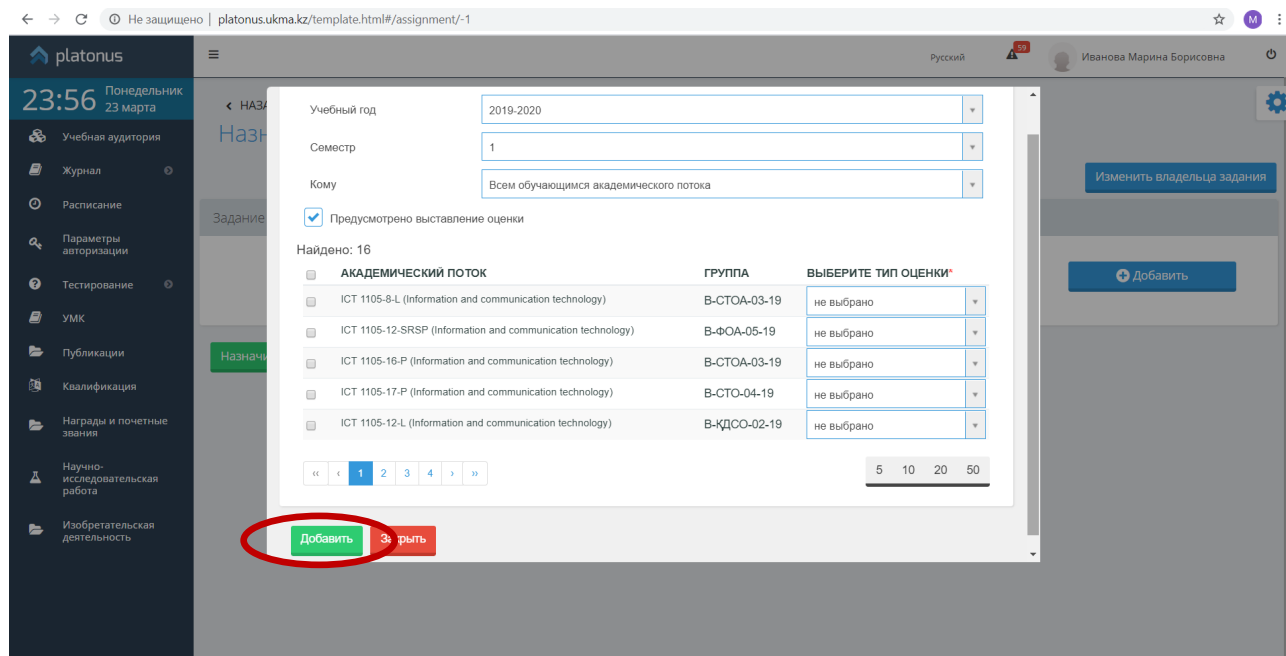 Не защищено | platonus.ukma.kz/template.html#/assignment/-1
M
platonus
Русский
59
Иванова Марина Борисовна
23:56 Понедельник
23 марта
Учебная аудитория
Журнал
Расписание
Параметры
авторизации
Тестирование
УМК
Публикации
Квалификация
Награды и почетные
звания
Научно-
исследовательская
работа
Изобретательская
деятельность
НАЗА
Назн
Изменить владельца задания
Задание
Добавить
Назначи
Учебный год 2019-2020
Семестр 1
Кому Всем обучающимся академического потока
Предусмотрено выставление оценки
Найдено: 16
АКАДЕМИЧЕСКИЙ ПОТОК ГРУППА ВЫБЕРИТЕ ТИП ОЦЕНКИ*
ICT 1105-8-L (Information and communication technology) В-СТОА-03-19 не выбрано
ICT 1105-12-SRSP (Information and communication technology) В-ФОА-05-19 не выбрано
ICT 1105-16-P (Information and communication technology) В-СТОА-03-19 не выбрано
ICT 1105-17-P (Information and communication technology) В-СТО-04-19 не выбрано
ICT 1105-12-L (Information and communication technology) В-ҚДСО-02-19 не выбрано
‹‹ ‹ 1 2 3 4 › ››
5 10 20 50
Добавить Закрыть